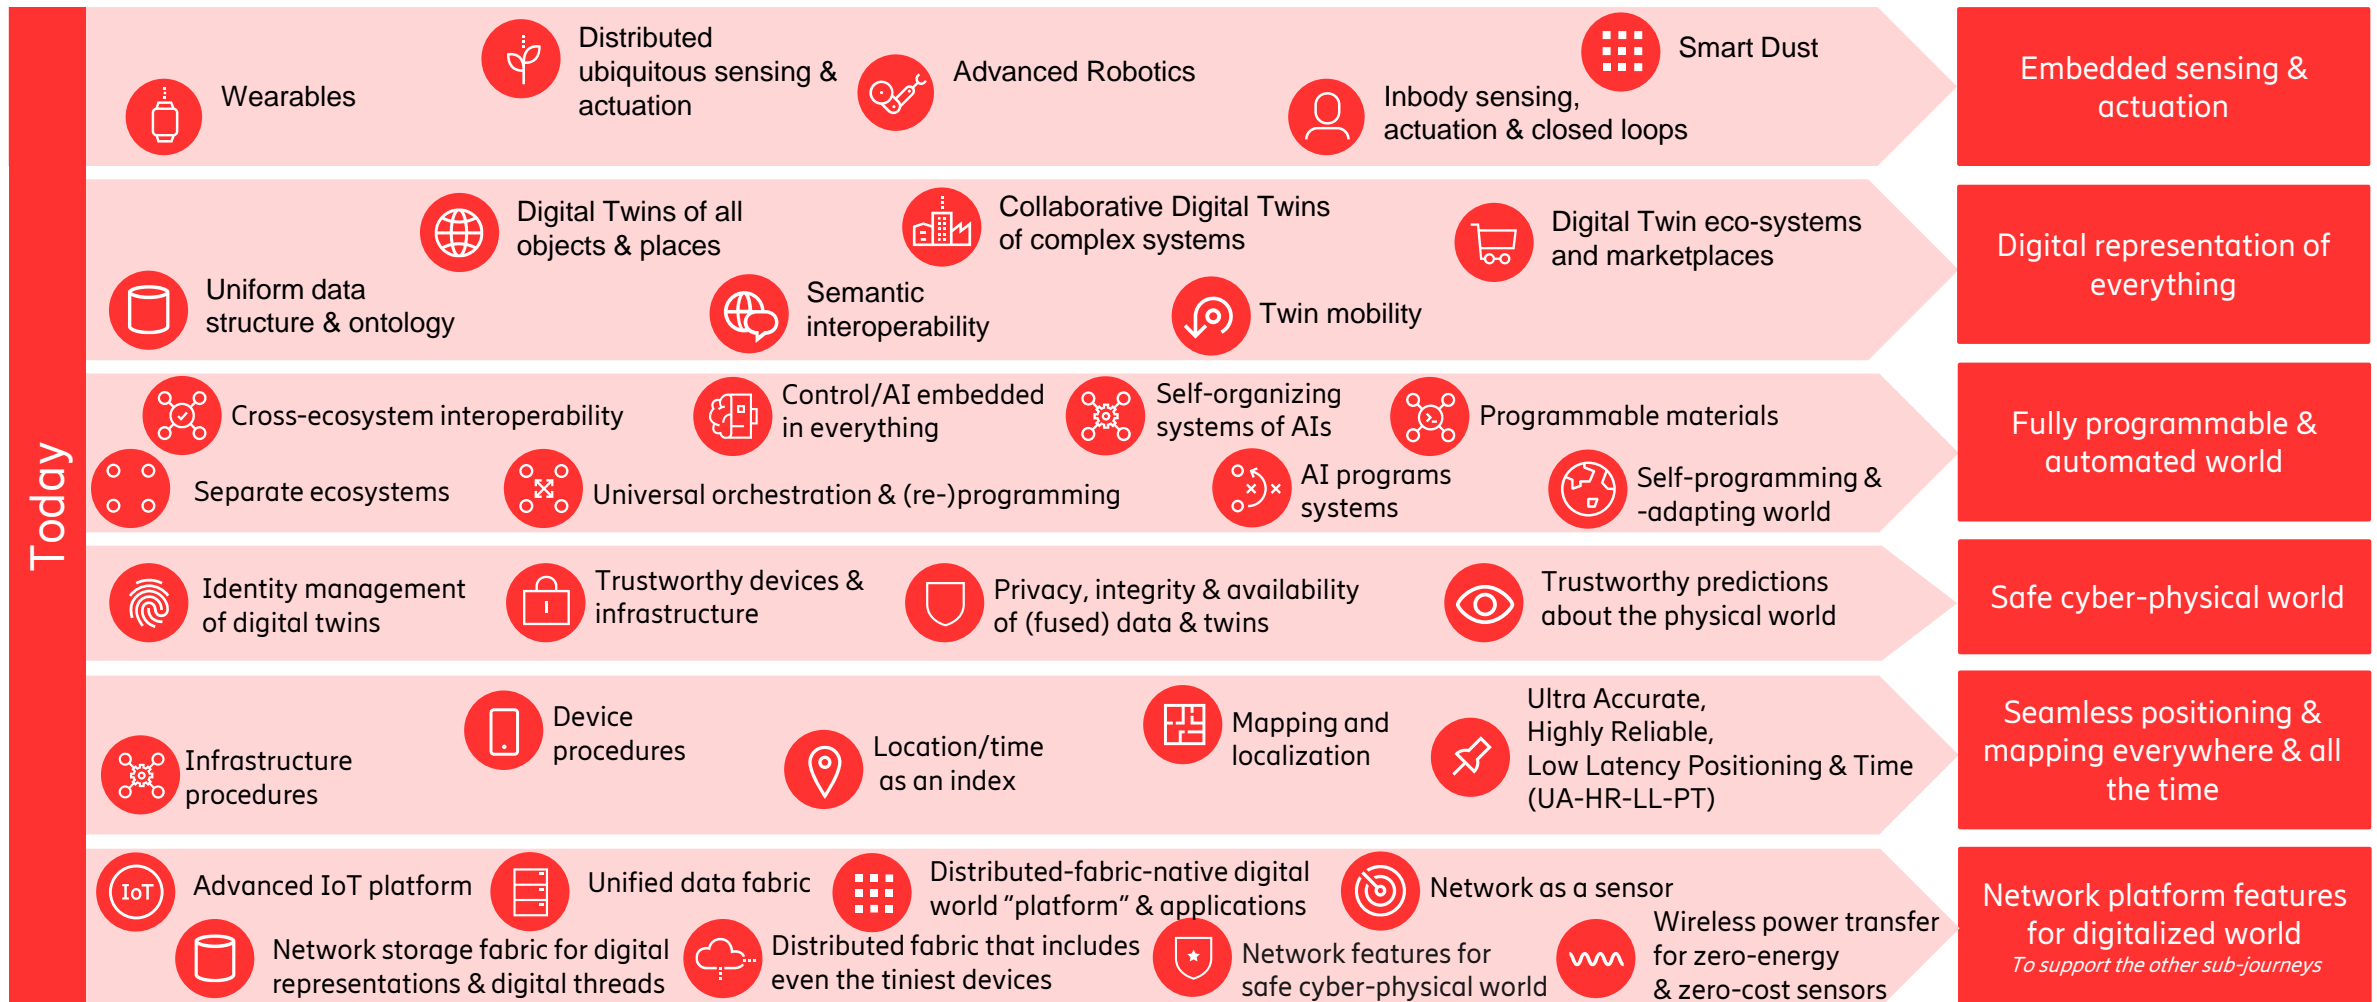 Today
Wearables
Distributed
ubiquitous sensing &
actuation
Advanced Robotics
Inbody sensing,
actuation & closed loops
Smart Dust
Embedded sensing &
actuation
Uniform data
structure & ontology
Digital Twins of all
objects & places
Semantic
interoperability
Collaborative Digital Twins
of complex systems
Twin mobility
Digital Twin eco-systems
and marketplaces
Digital representation of
everything
Cross-ecosystem interoperability
Control/AI embedded
in everything
Self-organizing
systems of AIs
Programmable materials
Separate ecosystems
Universal orchestration & (re-)programming
AI programs
systems
Self-programming &
-adapting world
Fully programmable &
automated world
Identity management
of digital twins
Trustworthy devices &
infrastructure
Privacy, integrity & availability
of (fused) data & twins
Trustworthy predictions
about the physical world
Safe cyber-physical world
Infrastructure
procedures
Device
procedures
Location/time
as an index
Mapping and
localization
Ultra Accurate,
Highly Reliable,
Low Latency Positioning & Time
(UA-HR-LL-PT)
Seamless positioning &
mapping everywhere & all
the time
IoT
Advanced IoT platform
Unified data fabric
Distributed-fabric-native digital
world "platform" & applications
Network as a sensor
Network storage fabric for digital
representations & digital threads
Distributed fabric that includes
even the tiniest devices
Network features for
safe cyber-physical world
Wireless power transfer
for zero-energy
& zero-cost sensors
Network platform features
for digitalized world
To support the other sub-journeys